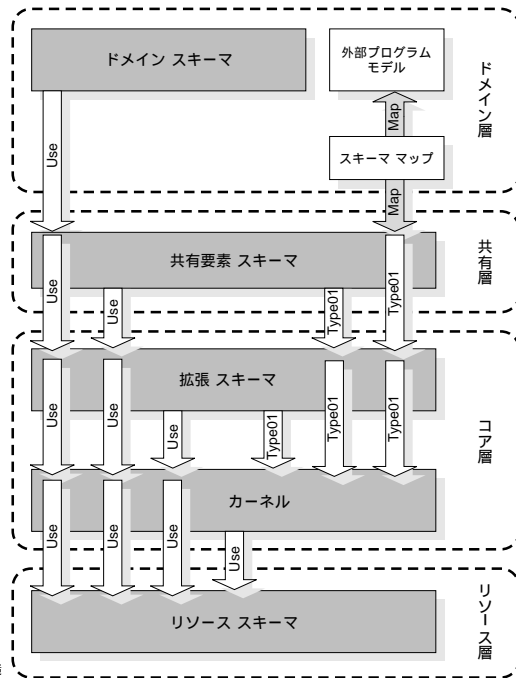 ドメイン スキーマ
外部プログラム
モデル
スキーマ マップ
Use
Map
Map
ドメイン層
共有要素 スキーマ
Use
Use
Type01
Type01
共有層
拡張 スキーマ
Use
Use
Use
Type01
Type01
Type01
カーネル
コア層
Use
Use
Use
Use
リソース スキーマ
リソース層